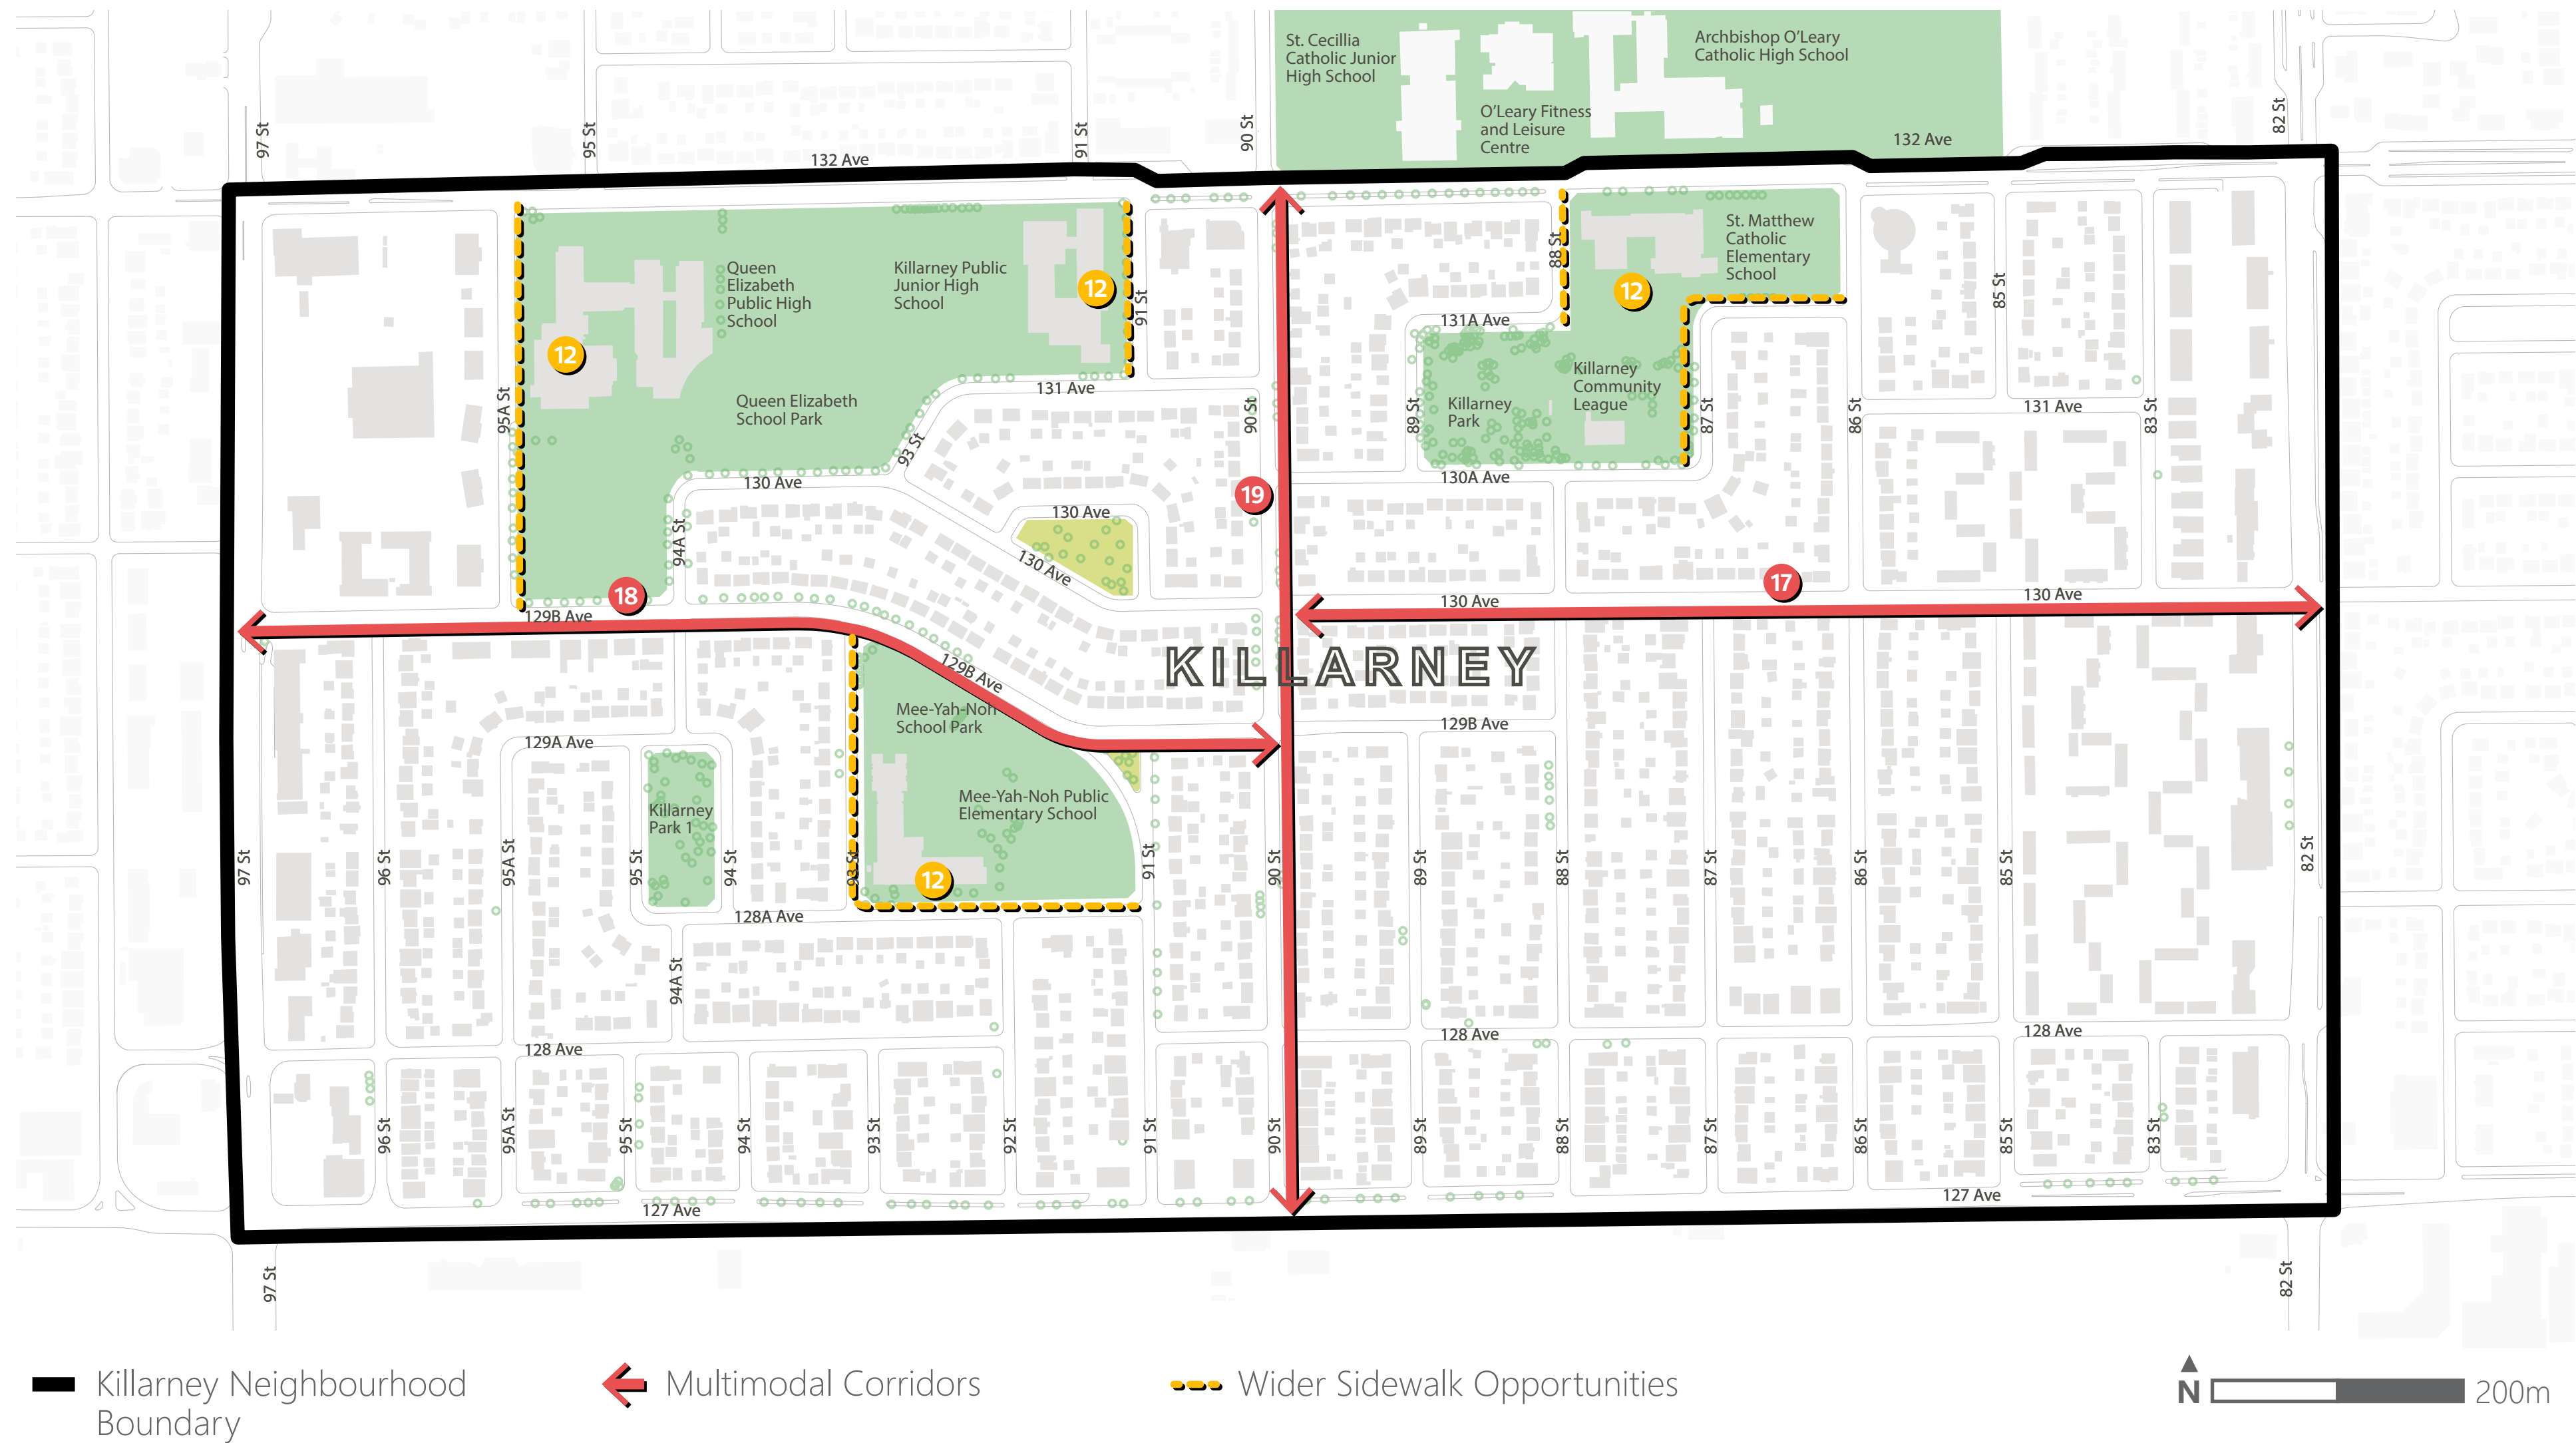 St. Cecillia
Catholic Junior
High School
Archbishop O'Leary
Catholic High School
O'Leary Fitness
and Leisure
Centre
97 St
95 St
91 St
90 St
82 St
132 Ave
132 Ave
Queen
Elizabeth
Public High
School
Killarney Public
Junior High
School
12
12
91 St
88 St
St. Matthew
Catholic
Elementary
School
12
85 St
131A Ave
Queen Elizabeth
School Park
95A St
131 Ave
93 St
90 St
89 St
Killarney
Park
Killarney
Community
League
87 St
86 St
131 Ave
83 St
130 Ave
94A St
130 Ave
130 Ave
19
130A Ave
18
129B Ave
17
130 Ave
130 Ave
KILLARNEY
129B Ave
Mee-Yah-Noh
School Park
129B Ave
129A Ave
Killarney
Park 1
Mee-Yah-Noh Public
Elementary School
12
97 St
96 St
95A St
95 St
94 St
93 St
91 St
90 St
89 St
88 St
87 St
86 St
85 St
82 St
128A Ave
94A St
128 Ave
128 Ave
128 Ave
96 St
95A St
95 St
94 St
93 St
92 St
91 St
90 St
89 St
88 St
87 St
86 St
85 St
83 St
127 Ave
127 Ave
97 St
82 St
Killarney Neighbourhood
Boundary
Multimodal Corridors
Wider Sidewalk Opportunities
N
200m